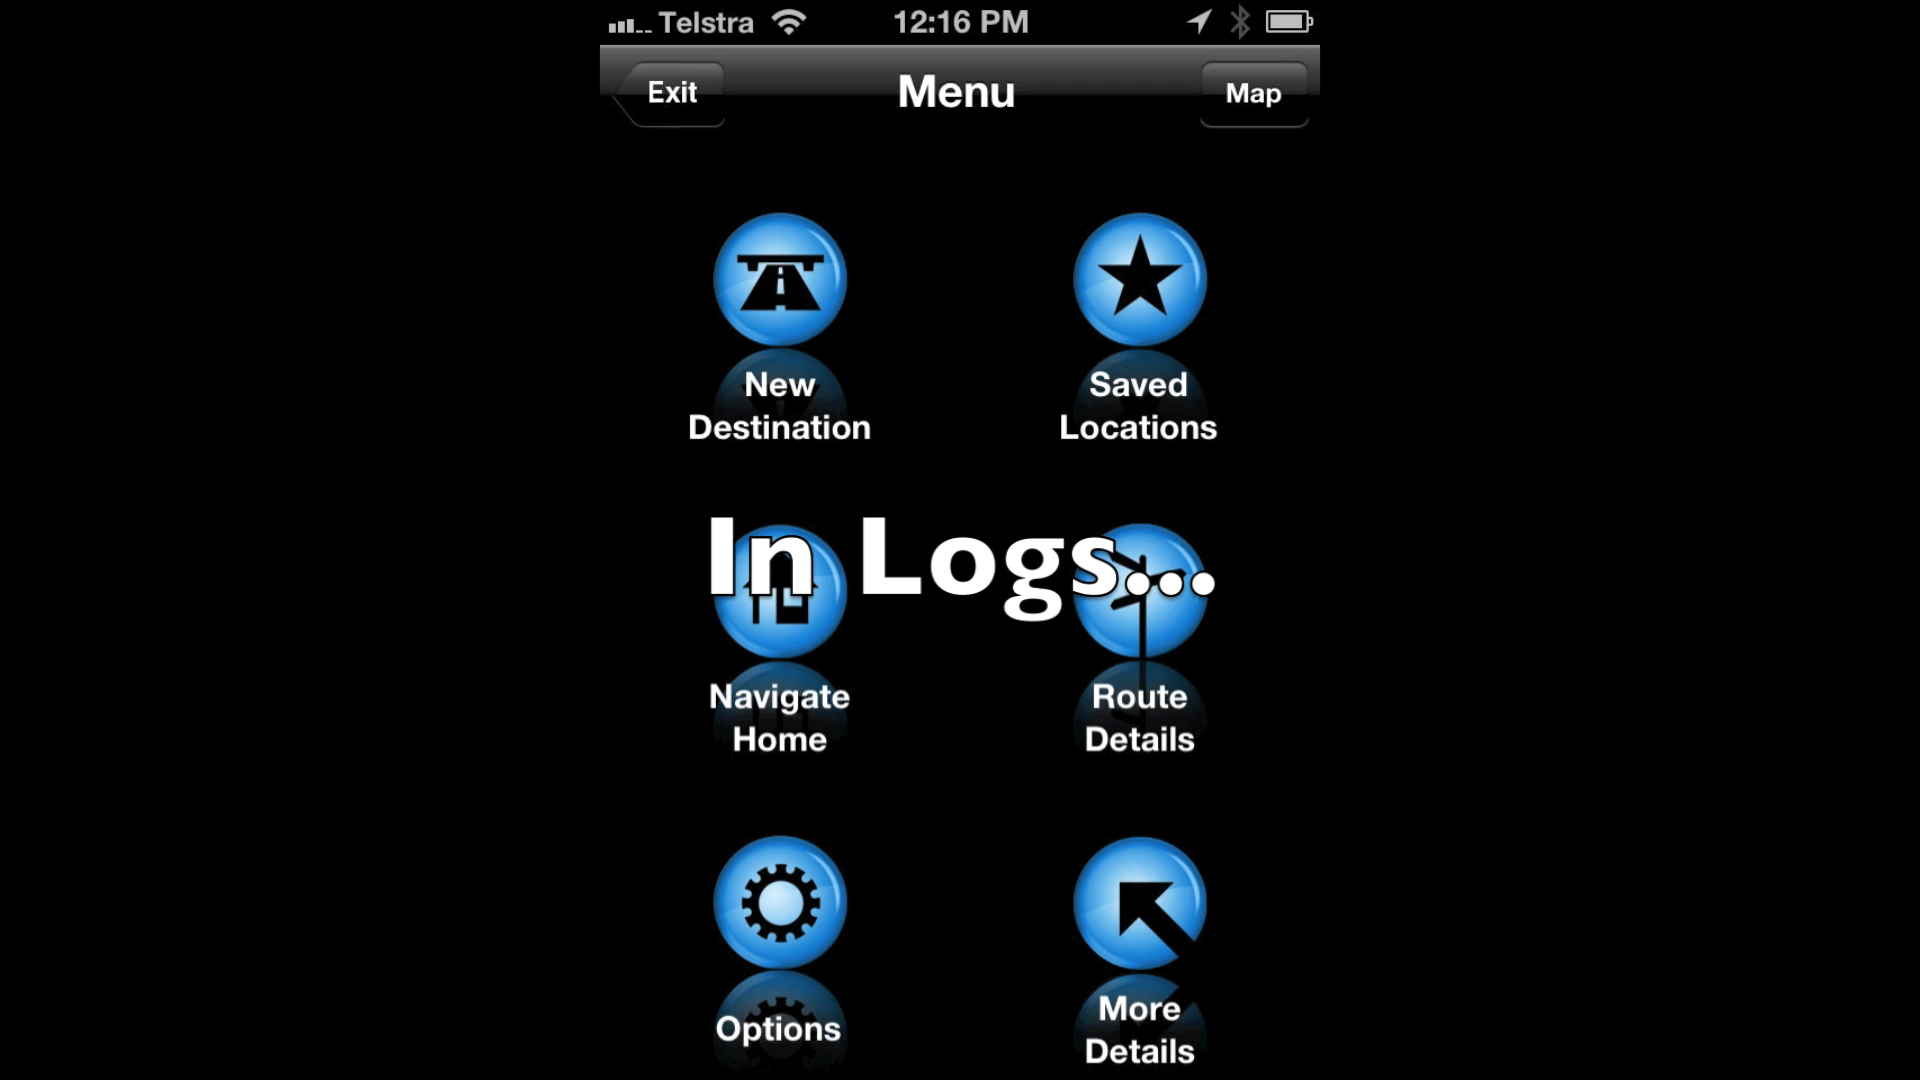 Telstra 12:16 PM
Exit Menu Map
New Destination
Saved Locations
In Logs...
Navigate Home
Route Details
Options
More Details